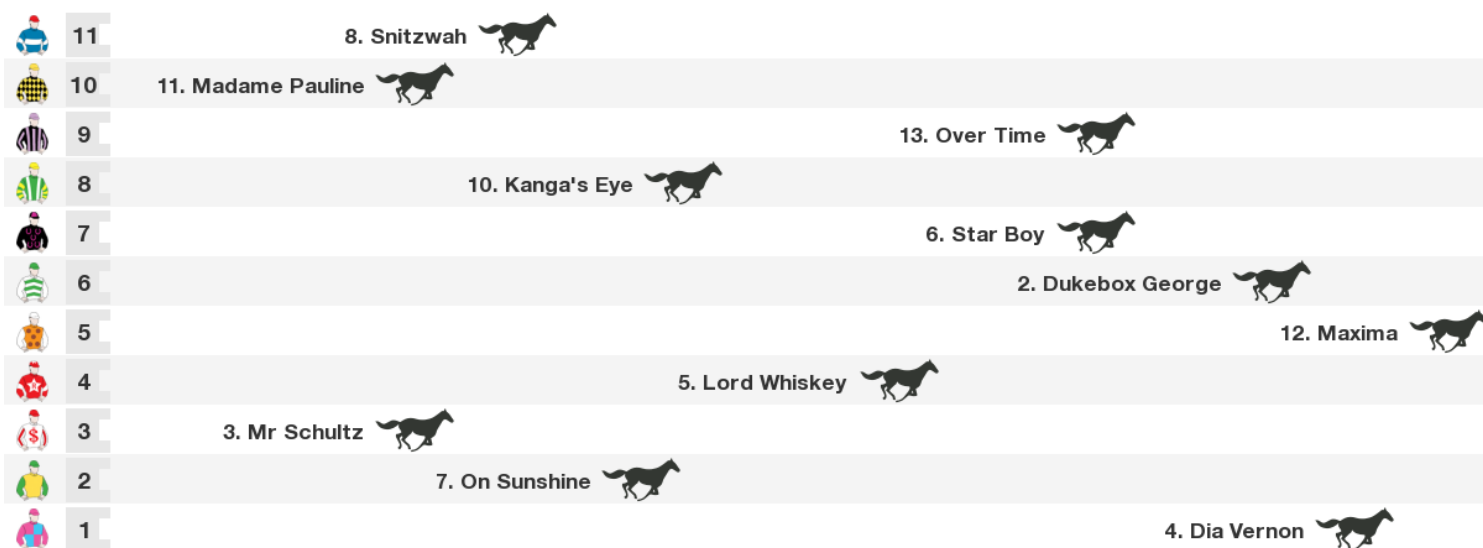 11 8. Snitzwah
10 11. Madame Pauline
9 13. Over Time
8 10. Kanga's Eye
7 6. Star Boy
6 2. Dukebox George
5 12. Maxima
4 5. Lord Whiskey
$ 3 3. Mr Schultz
2 7. On Sunshine
1 4. Dia Vernon